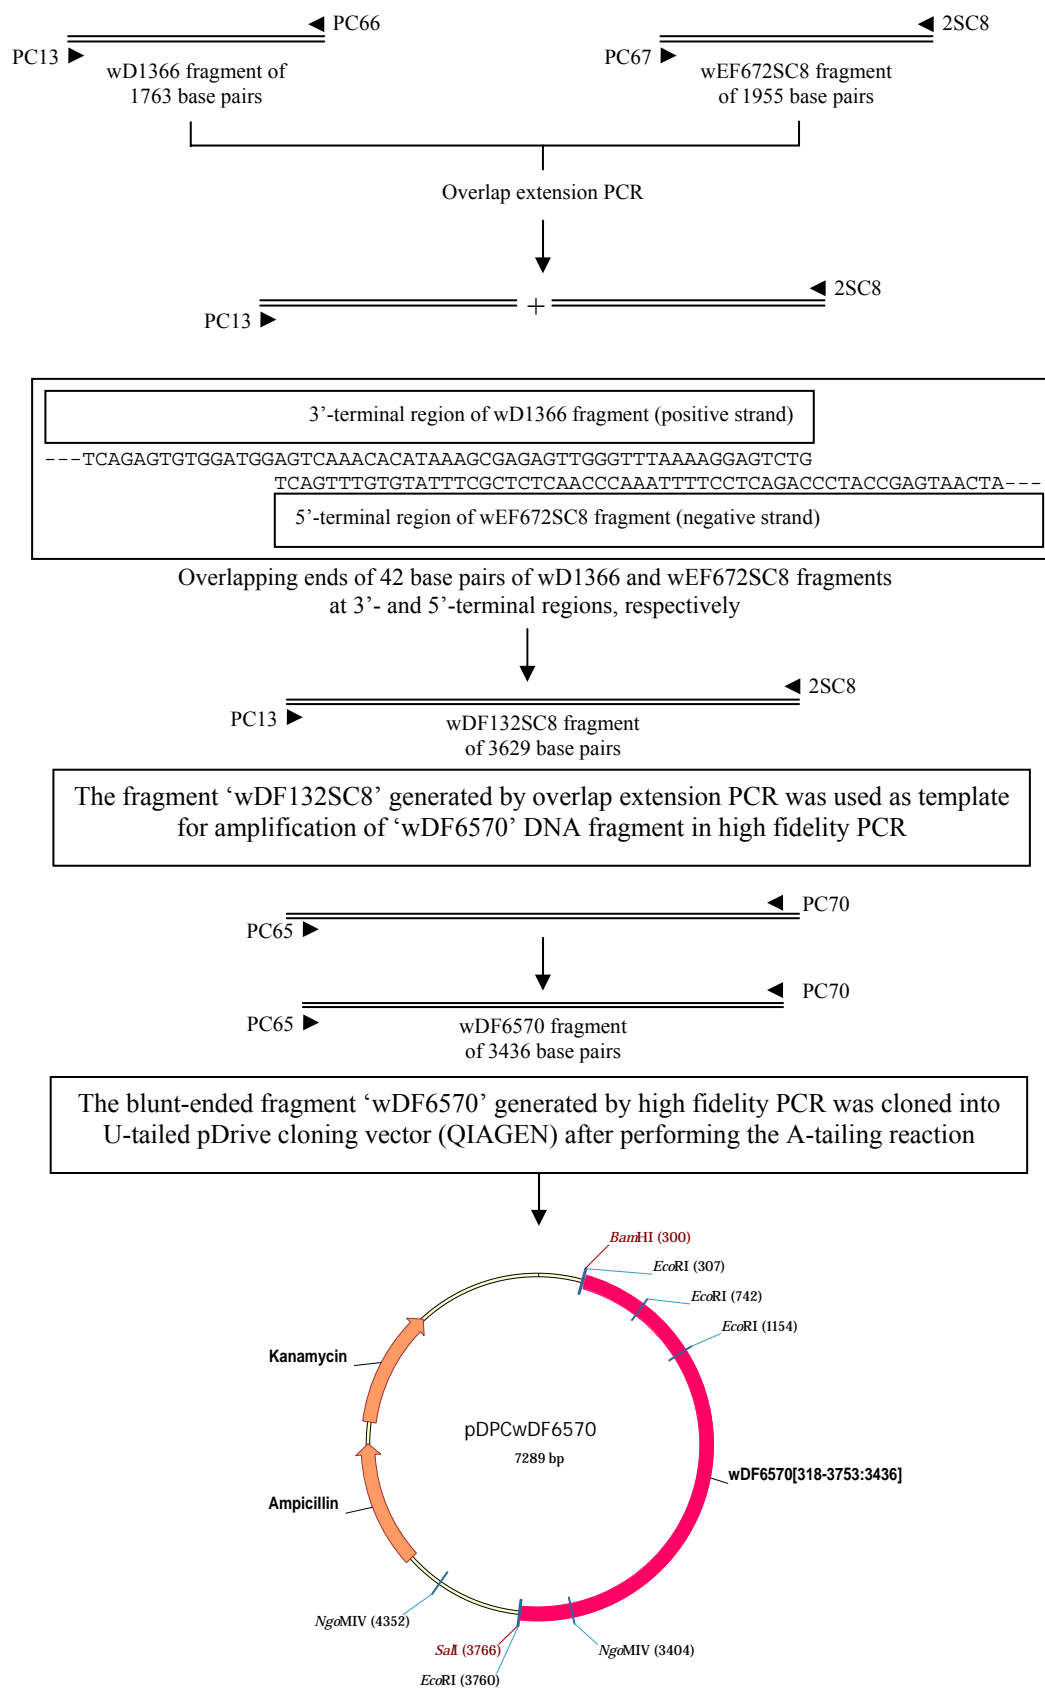 PC66
2SC8
PC13
PC67
wD1366 fragment of
1763 base pairs
wEF672SC8 fragment
of 1955 base pairs
Overlap extension PCR
2SC8
+
PC13
3’-terminal region of wD1366 fragment (positive strand)
---TCAGAGTGTGGATGGAGTCAAACACATAAAGCGAGAGTTGGGTTTAAAAGGAGTCTG
TCAGTTTGTGTATTTCGCTCTCAACCCAAATTTTCCTCAGACCCTACCGAGTAACTA---
5’-terminal region of wEF672SC8 fragment (negative strand)
Overlapping ends of 42 base pairs of wD1366 and wEF672SC8 fragments
at 3’- and 5’-terminal regions, respectively
2SC8
PC13
wDF132SC8 fragment
of 3629 base pairs
The fragment ‘wDF132SC8’ generated by overlap extension PCR was used as template
for amplification of ‘wDF6570’ DNA fragment in high fidelity PCR
PC70
PC65
PC70
PC65
wDF6570 fragment
of 3436 base pairs
The blunt-ended fragment ‘wDF6570’ generated by high fidelity PCR was cloned into
U-tailed pDrive cloning vector (QIAGEN) after performing the A-tailing reaction
BamHI (300)
EcoRI (307)
EcoRI (742)
EcoRI (1154)
Kanamycin
pDPCwDF6570
7289 bp
wDF6570[318-3753:3436]
Ampicillin
NgoMIV (4352)
SalI (3766)
NgoMIV (3404)
EcoRI (3760)